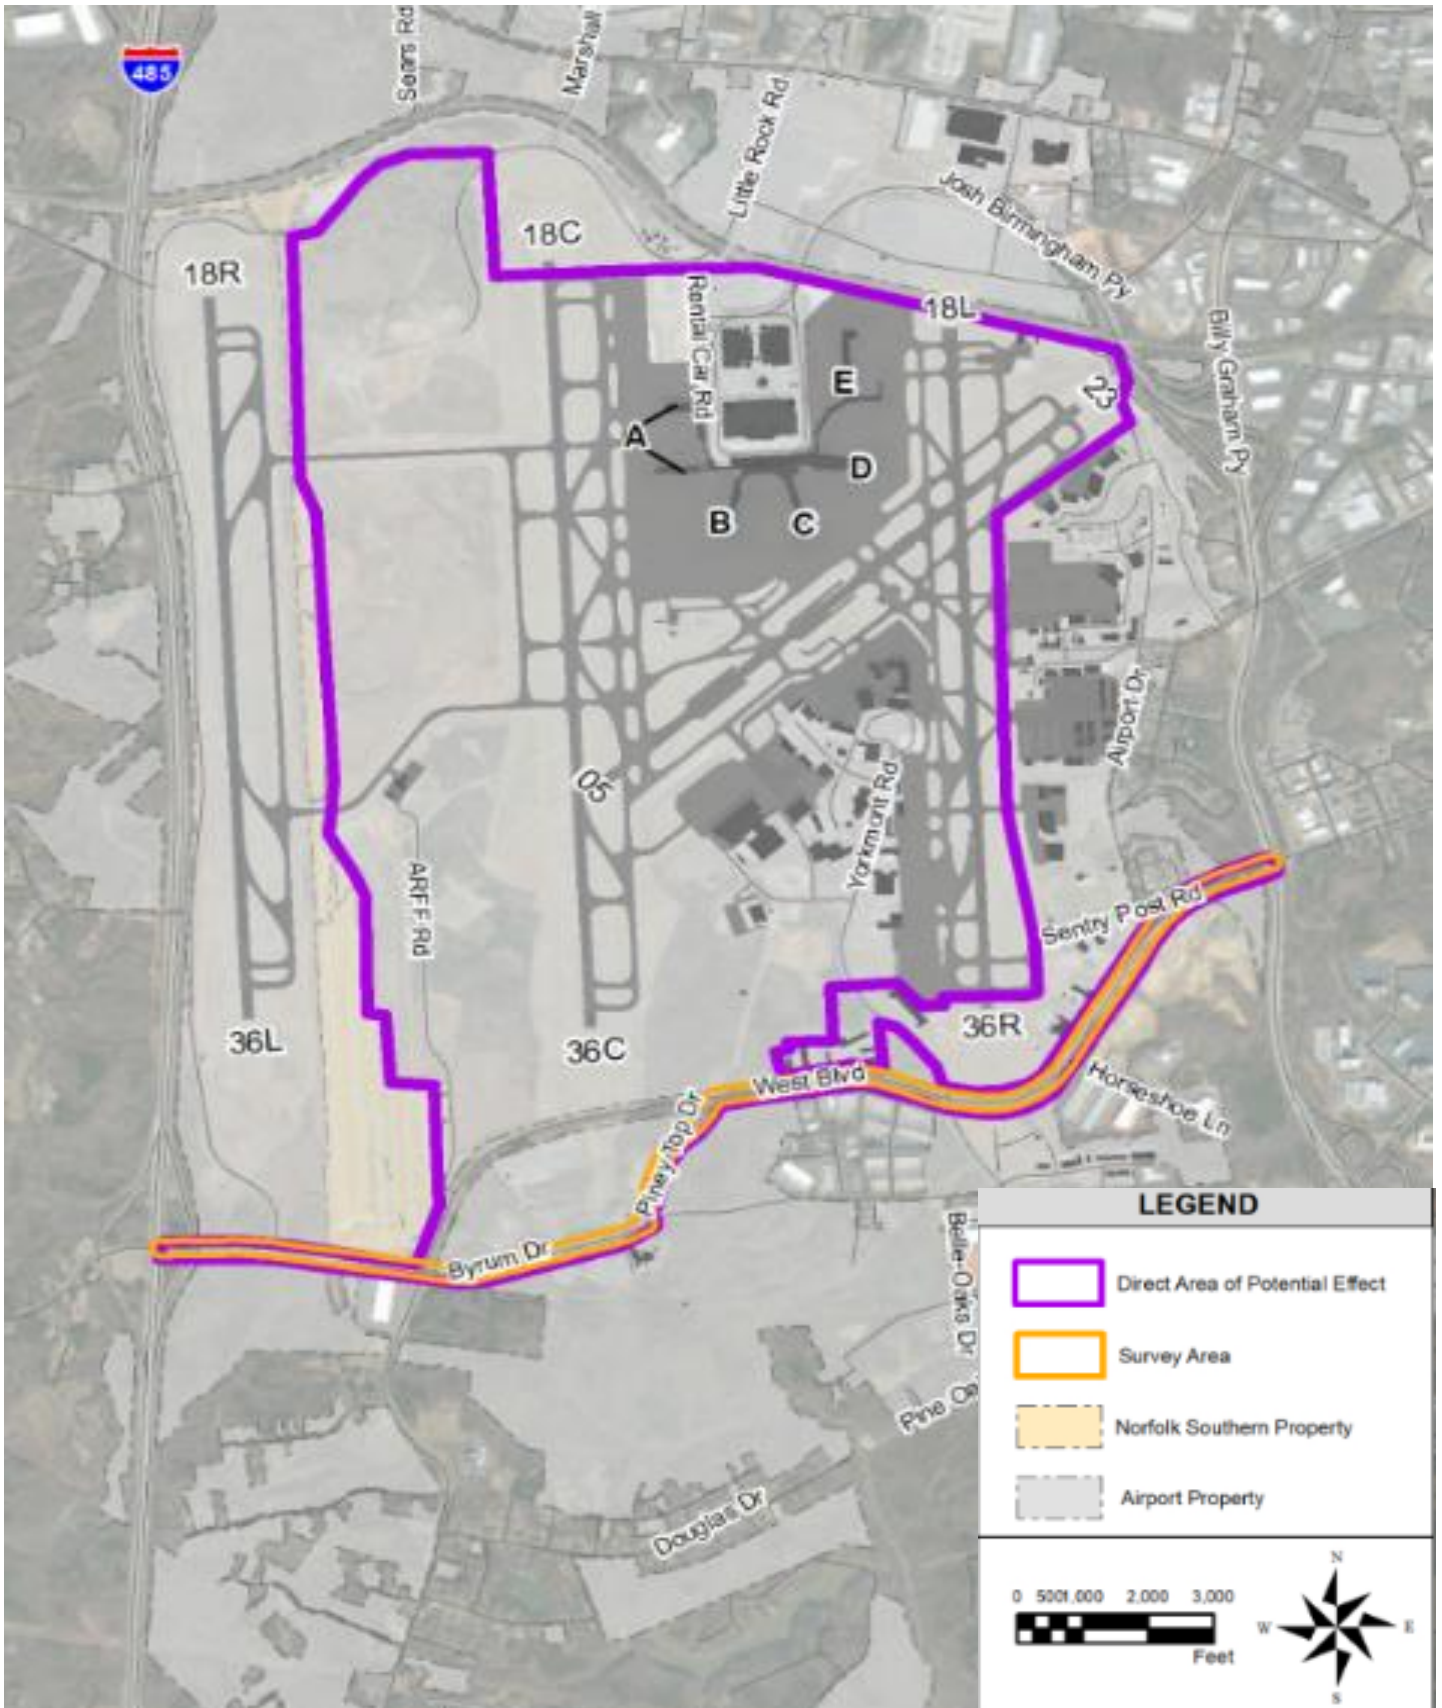 485
Sears Rd
Marshall
Little Rock Rd
Josh Birmingham Py
18C
18R
Rental Car Rd
18L
Billy Graham Py
E
23
A
D
B
C
Airport Dr
05
Yorkmont Rd
ARFF Rd
Sentry Post Rd
36L
36C
36R
West Blvd
Horseshoe Ln
Piney Top Dr
Byrum Dr
Belle Oaks Dr
Pine Oa
Douglas Dr
LEGEND
Direct Area of Potential Effect
Survey Area
Norfolk Southern Property
Airport Property
0 500 1,000 2,000 3,000
Feet
N
W E
S